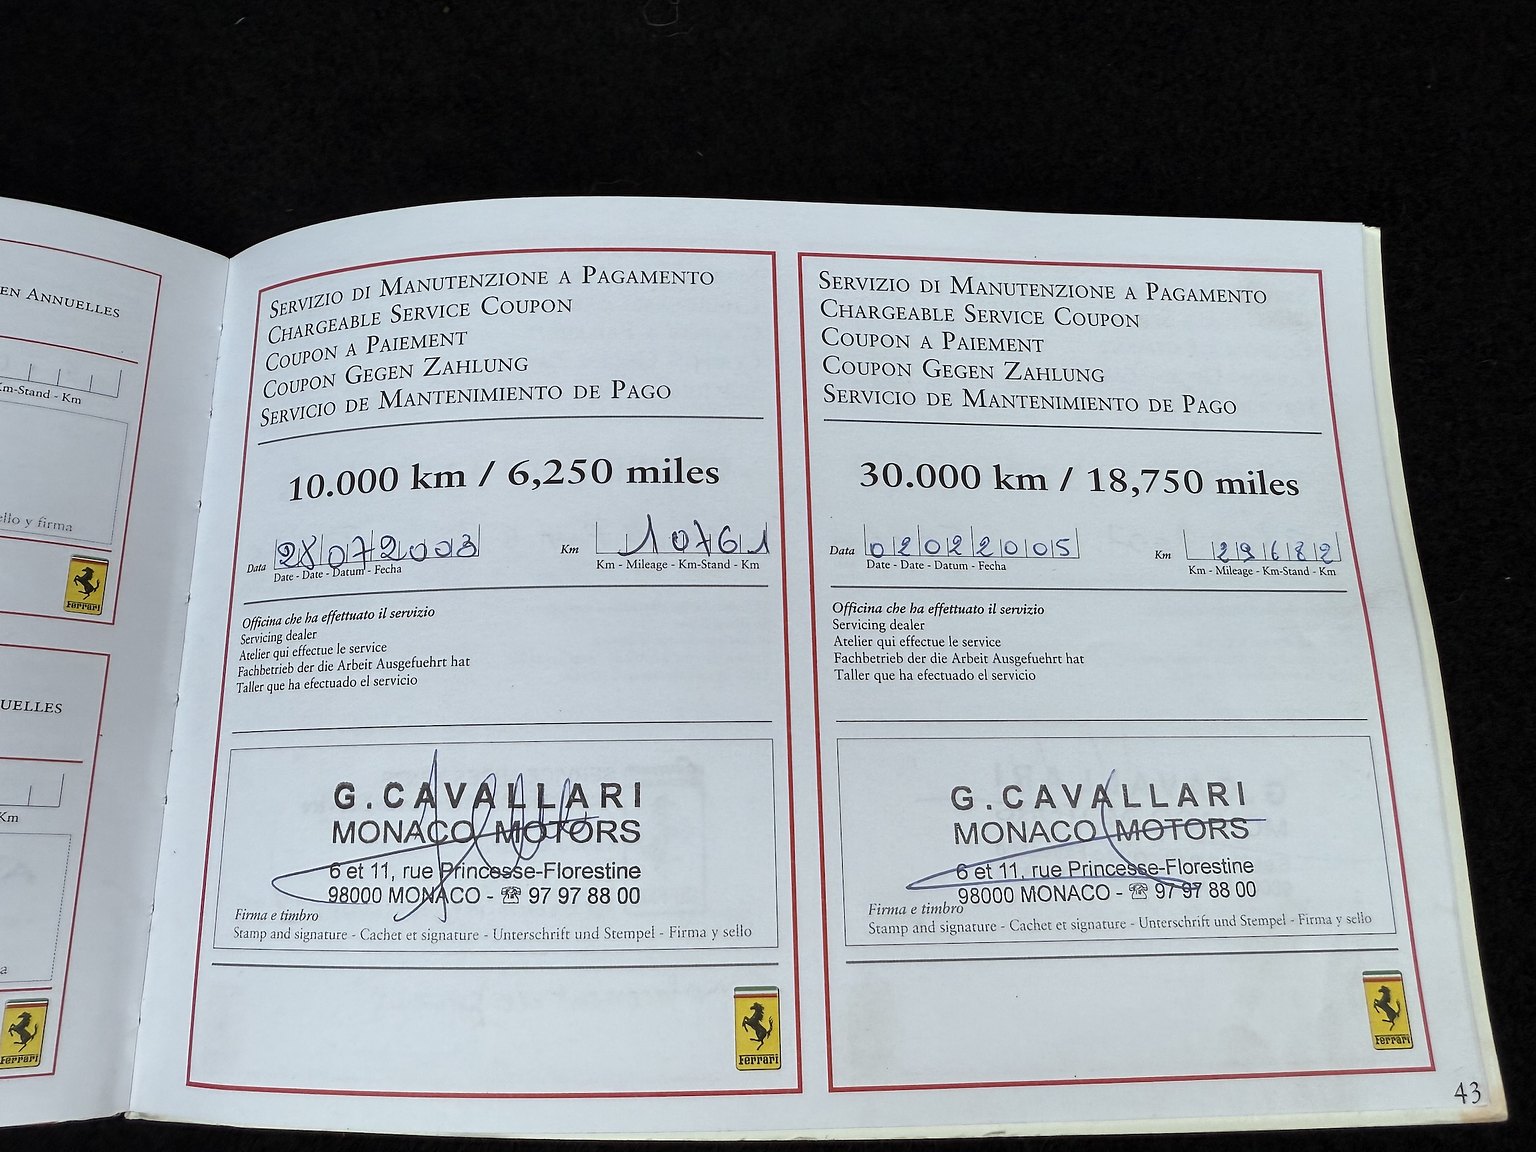 EN ANNUELLES
Km-Stand - Km
ello y firma
Ferrari
UELLES
Km
a
Ferrari
SERVIZIO DI MANUTENZIONE A PAGAMENTO
CHARGEABLE SERVICE COUPON
COUPON A PAIEMENT
COUPON GEGEN ZAHLUNG
SERVICIO DE MANTENIMIENTO DE PAGO
10.000 km / 6,250 miles
Data 28072003 Km 10761
Date - Date - Datum - Fecha Km - Mileage - Km-Stand - Km
Officina che ha effettuato il servizio
Servicing dealer
Atelier qui effectue le service
Fachbetrieb der die Arbeit Ausgefuehrt hat
Taller que ha efectuado el servicio
G.CAVALLARI
MONACO MOTORS
6 et 11, rue Princesse-Florestine
98000 MONACO - ☎ 97 97 88 00
Firma e timbro
Stamp and signature - Cachet et signature - Unterschrift und Stempel - Firma y sello
Ferrari
SERVIZIO DI MANUTENZIONE A PAGAMENTO
CHARGEABLE SERVICE COUPON
COUPON A PAIEMENT
COUPON GEGEN ZAHLUNG
SERVICIO DE MANTENIMIENTO DE PAGO
30.000 km / 18,750 miles
Data 02022005 Km 29682
Date - Date - Datum - Fecha Km - Mileage - Km-Stand - Km
Officina che ha effettuato il servizio
Servicing dealer
Atelier qui effectue le service
Fachbetrieb der die Arbeit Ausgefuehrt hat
Taller que ha efectuado el servicio
G.CAVALLARI
MONACO MOTORS
6 et 11, rue Princesse-Florestine
98000 MONACO - ☎ 97 97 88 00
Firma e timbro
Stamp and signature - Cachet et signature - Unterschrift und Stempel - Firma y sello
Ferrari
43